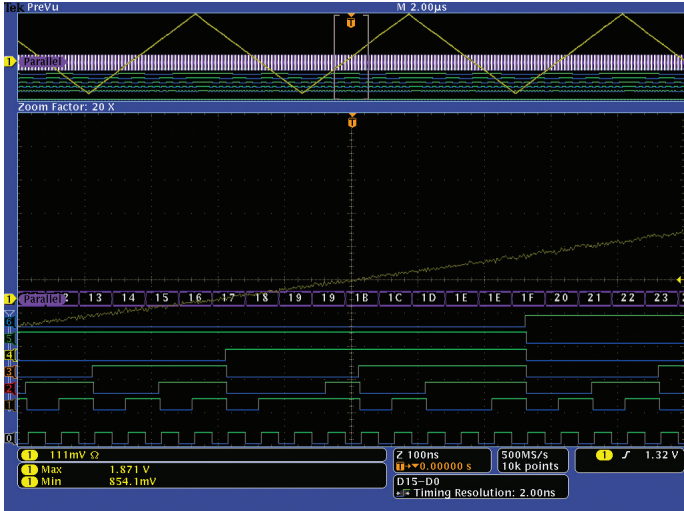 Tek PreVu M 2.00µs
T
1 Parallel
Zoom Factor: 20 X
T
1 Parallel 2 13 14 15 16 17 18 19 19 1B 1C 1D 1E 1E 1F 20 21 22 23
6
5
4
3
2
1
0
1 111mV Ω
1 Max 1.871 V
1 Min 854.1mV
Z 100ns
T→▼0.00000 s
500MS/s
10k points
1 ∫ 1.32 V
D15-D0
Timing Resolution: 2.00ns